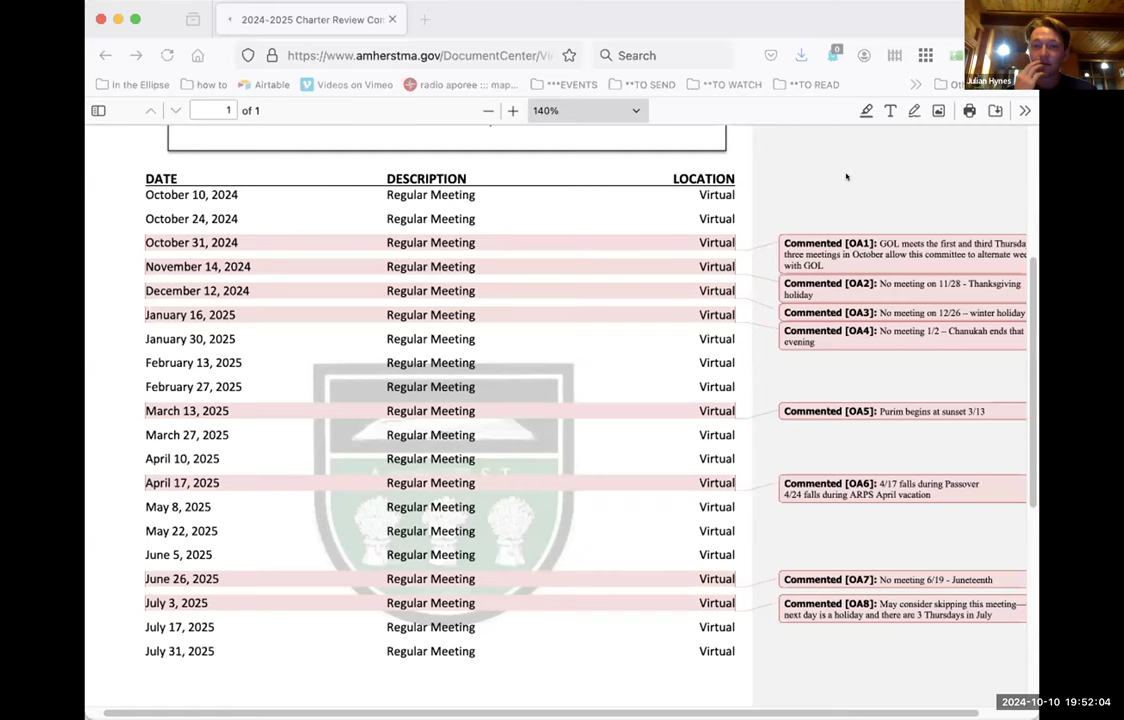 2024-2025 Charter Review Con
https://www.amherstma.gov/DocumentCenter/Vi
Search
In the Ellipse
how to
Airtable
Videos on Vimeo
radio aporee ::: map...
***EVENTS
**TO SEND
**TO WATCH
**TO READ
1 of 1
140%
Julian Hynes
DATE DESCRIPTION LOCATION
October 10, 2024 Regular Meeting Virtual
October 24, 2024 Regular Meeting Virtual
October 31, 2024 Regular Meeting Virtual
November 14, 2024 Regular Meeting Virtual
December 12, 2024 Regular Meeting Virtual
January 16, 2025 Regular Meeting Virtual
January 30, 2025 Regular Meeting Virtual
February 13, 2025 Regular Meeting Virtual
February 27, 2025 Regular Meeting Virtual
March 13, 2025 Regular Meeting Virtual
March 27, 2025 Regular Meeting Virtual
April 10, 2025 Regular Meeting Virtual
April 17, 2025 Regular Meeting Virtual
May 8, 2025 Regular Meeting Virtual
May 22, 2025 Regular Meeting Virtual
June 5, 2025 Regular Meeting Virtual
June 26, 2025 Regular Meeting Virtual
July 3, 2025 Regular Meeting Virtual
July 17, 2025 Regular Meeting Virtual
July 31, 2025 Regular Meeting Virtual
Commented [OA1]: GOL meets the first and third Thursda
three meetings in October allow this committee to alternate wee
with GOL
Commented [OA2]: No meeting on 11/28 - Thanksgiving
holiday
Commented [OA3]: No meeting on 12/26 – winter holiday
Commented [OA4]: No meeting 1/2 – Chanukah ends that
evening
Commented [OA5]: Purim begins at sunset 3/13
Commented [OA6]: 4/17 falls during Passover
4/24 falls during ARPS April vacation
Commented [OA7]: No meeting 6/19 - Juneteenth
Commented [OA8]: May consider skipping this meeting—
next day is a holiday and there are 3 Thursdays in July
2024-10-10 19:52:04